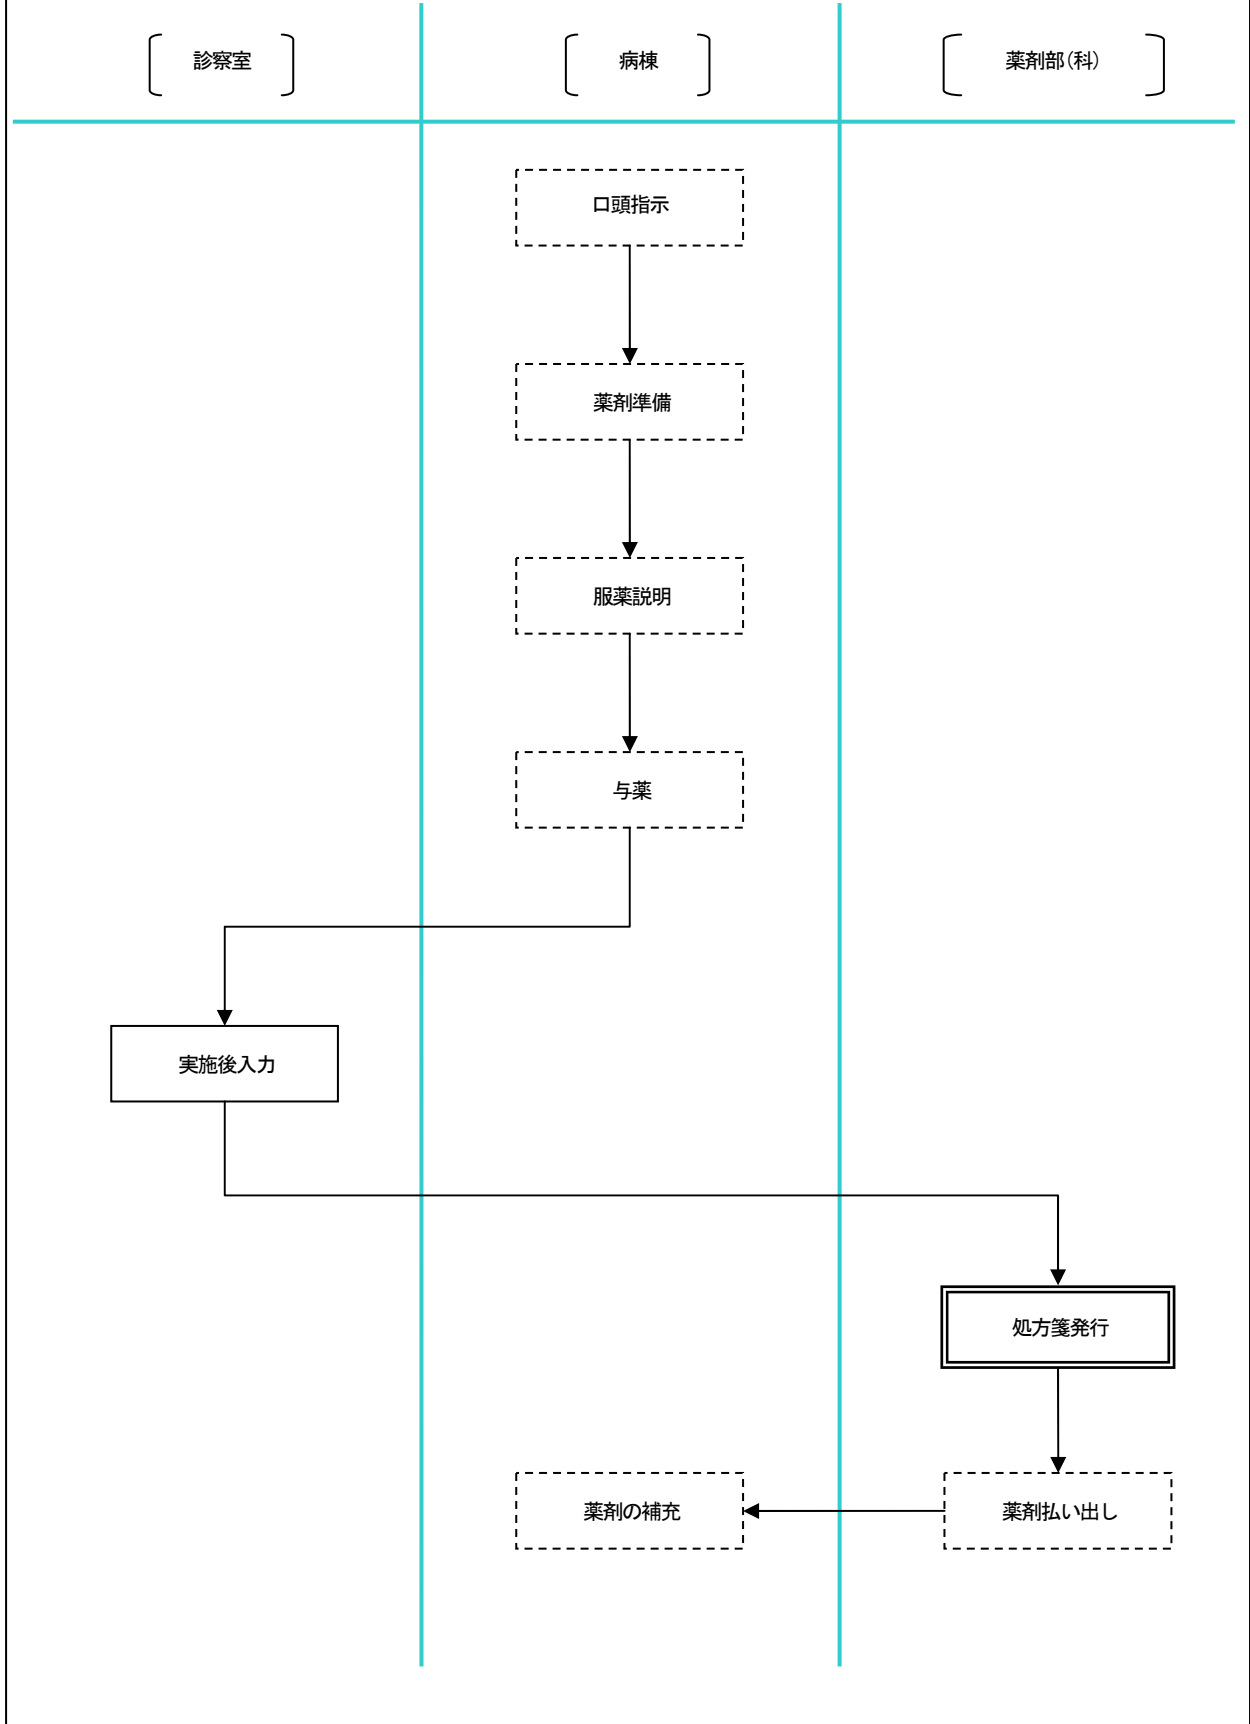 診察室
病棟
薬剤部(科)
口頭指示
薬剤準備
服薬説明
与薬
実施後入力
処方箋発行
薬剤の補充
薬剤払い出し